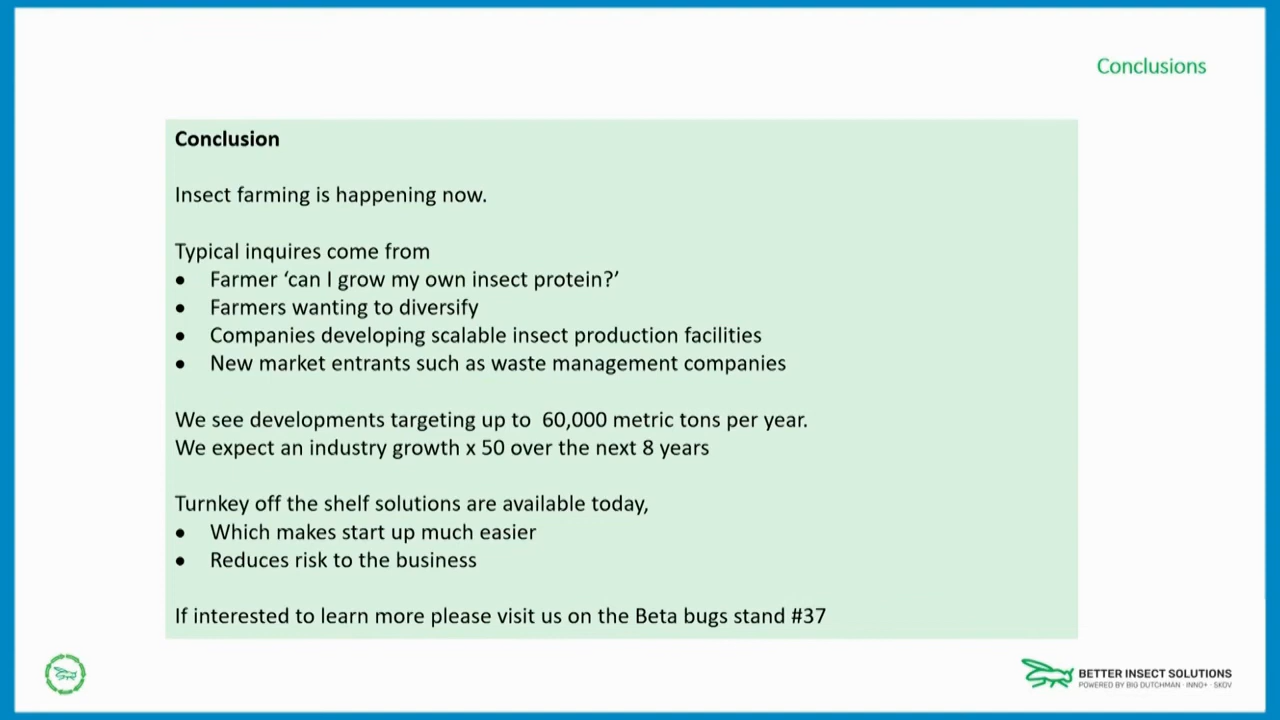 Conclusions
Conclusion
Insect farming is happening now.
Typical inquires come from
• Farmer ‘can I grow my own insect protein?’
• Farmers wanting to diversify
• Companies developing scalable insect production facilities
• New market entrants such as waste management companies
We see developments targeting up to  60,000 metric tons per year.
We expect an industry growth x 50 over the next 8 years
Turnkey off the shelf solutions are available today,
• Which makes start up much easier
• Reduces risk to the business
If interested to learn more please visit us on the Beta bugs stand #37
BETTER INSECT SOLUTIONS
POWERED BY BIG DUTCHMAN · INNO+ · SKOV